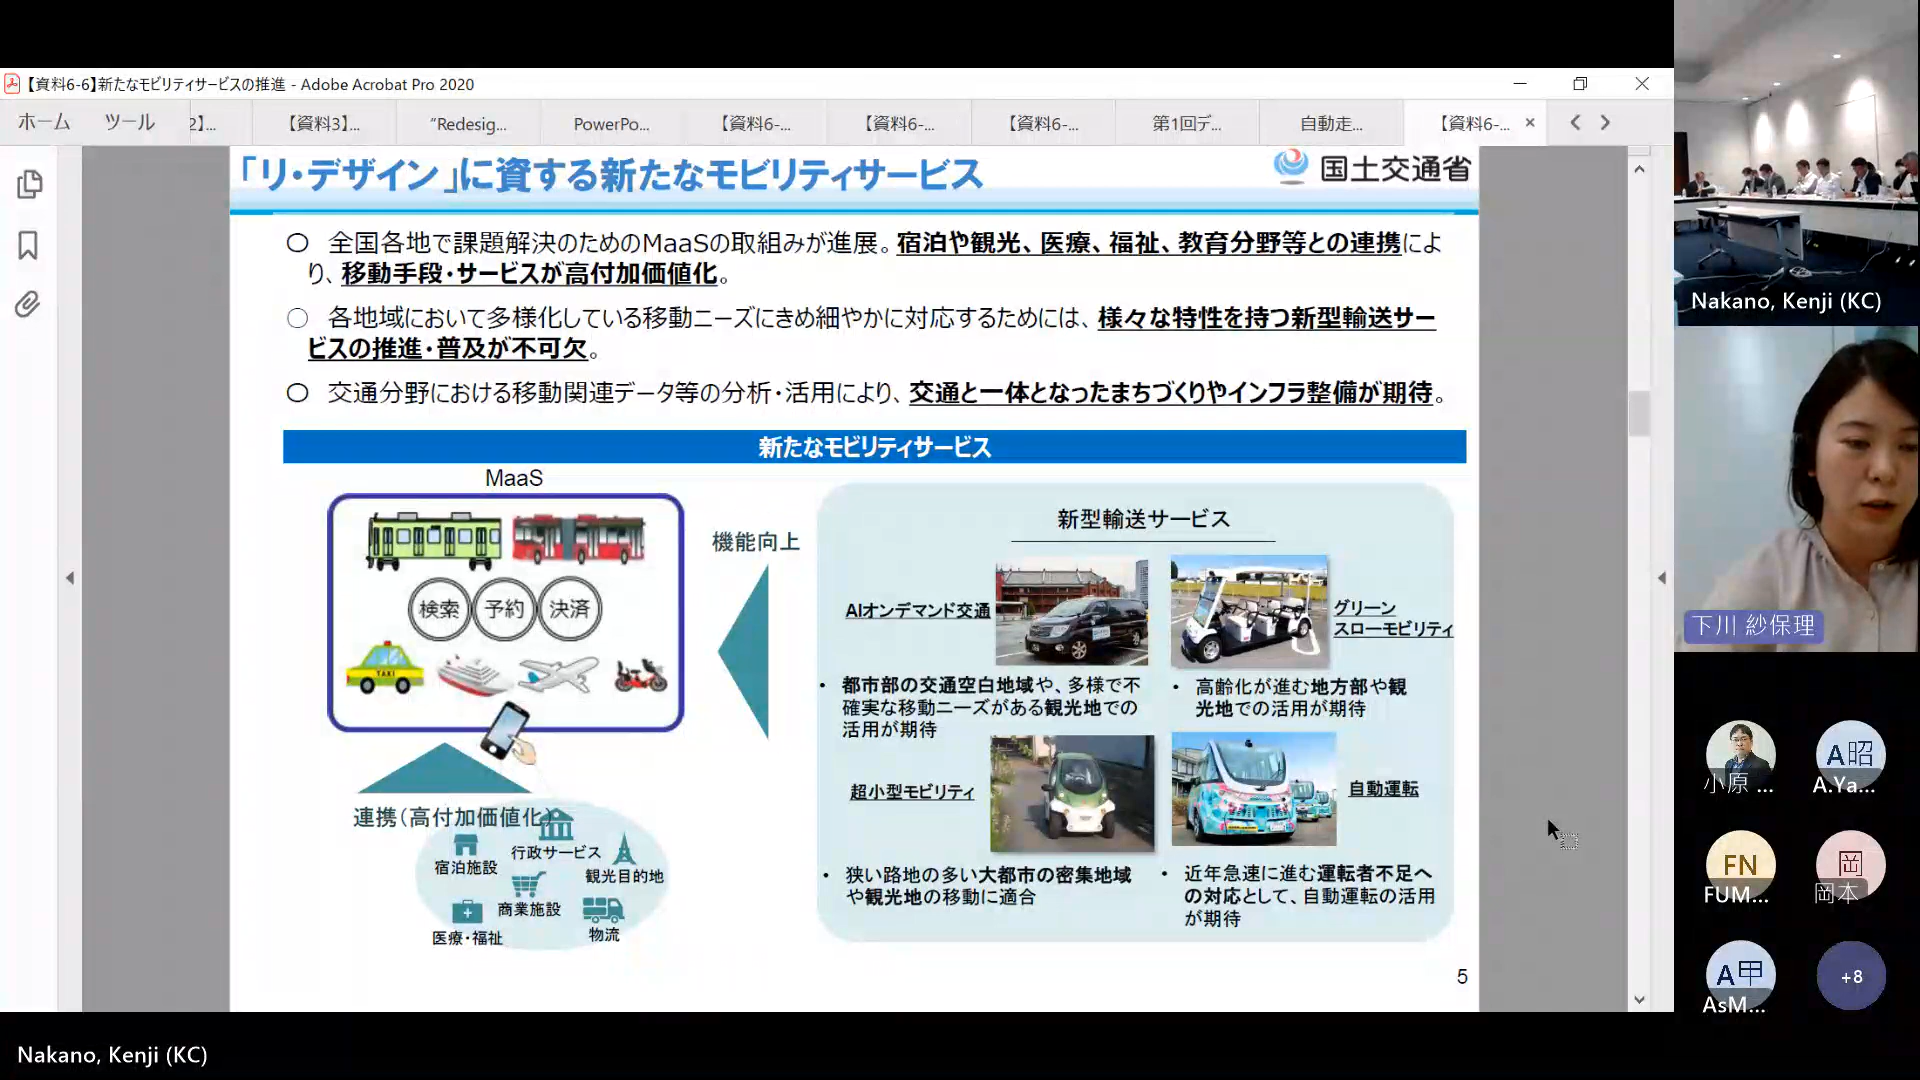 【資料6-6】新たなモビリティサービスの推進 - Adobe Acrobat Pro 2020
ホーム
ツール
2】...
【資料3】...
“Redesig...
PowerPo...
【資料6-...
【資料6-...
【資料6-...
第1回デ...
自動走...
【資料6-...
「リ・デザイン」に資する新たなモビリティサービス
国土交通省
○ 全国各地で課題解決のためのMaaSの取組みが進展。宿泊や観光、医療、福祉、教育分野等との連携によ
り、移動手段・サービスが高付加価値化。
○ 各地域において多様化している移動ニーズにきめ細やかに対応するためには、様々な特性を持つ新型輸送サー
ビスの推進・普及が不可欠。
○ 交通分野における移動関連データ等の分析・活用により、交通と一体となったまちづくりやインフラ整備が期待。
新たなモビリティサービス
MaaS
検索
予約
決済
TAXI
機能向上
連携(高付加価値化)
宿泊施設
行政サービス
観光目的地
商業施設
医療・福祉
物流
新型輸送サービス
AIオンデマンド交通
グリーン
スローモビリティ
• 都市部の交通空白地域や、多様で不
確実な移動ニーズがある観光地での
活用が期待
• 高齢化が進む地方部や観
光地での活用が期待
超小型モビリティ
自動運転
• 狭い路地の多い大都市の密集地域
や観光地の移動に適合
• 近年急速に進む運転者不足へ
の対応として、自動運転の活用
が期待
5
Nakano, Kenji (KC)
下川 紗保理
小原 ...
A昭
A.Ya...
FN
FUM...
岡
岡本
A甲
AsM...
+8
Nakano, Kenji (KC)